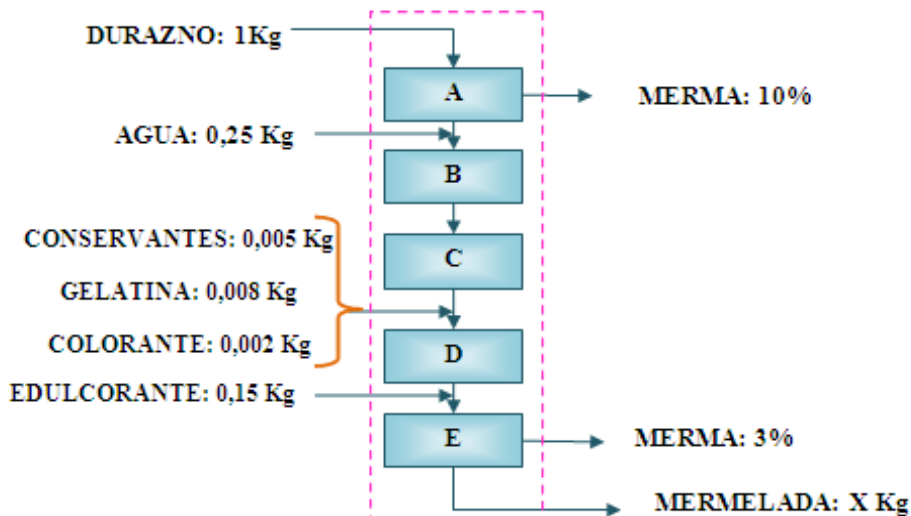 DURAZNO: 1Kg
A
MERMA: 10%
AGUA: 0,25 Kg
B
CONSERVANTES: 0,005 Kg
C
GELATINA: 0,008 Kg
COLORANTE: 0,002 Kg
D
EDULCORANTE: 0,15 Kg
E
MERMA: 3%
MERMELADA: X Kg